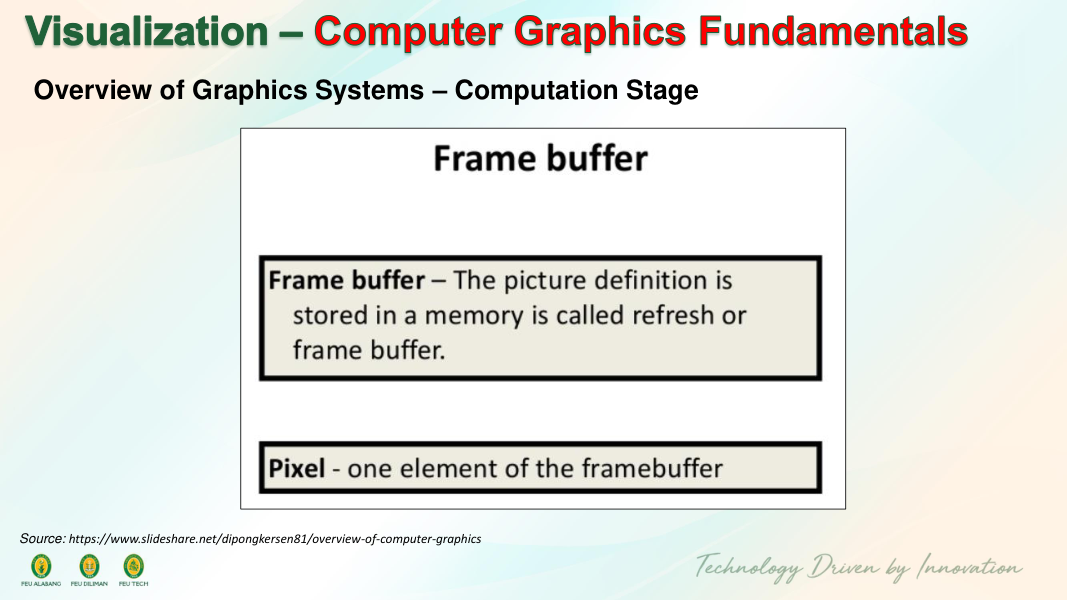 Visualization – Computer Graphics Fundamentals
Overview of Graphics Systems – Computation Stage
Frame buffer
Frame buffer – The picture definition is
stored in a memory is called refresh or
frame buffer.
Pixel - one element of the framebuffer
Source: https://www.slideshare.net/dipongkersen81/overview-of-computer-graphics
FEU ALABANG FEU DILIMAN FEU TECH
Technology Driven by Innovation